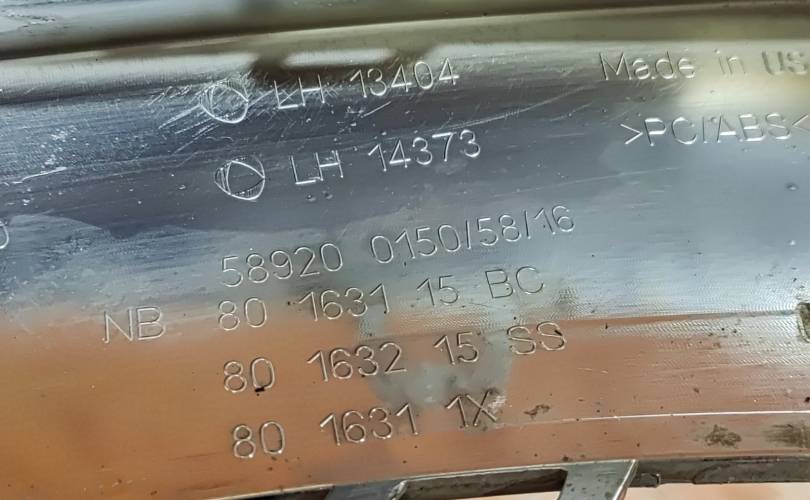 LH 13404
Made in US
LH 14373
>PC/ABS<
58920 0150/58/16
NB 80 1631 15 BC
80 1632 15 SS
80 1631 1X